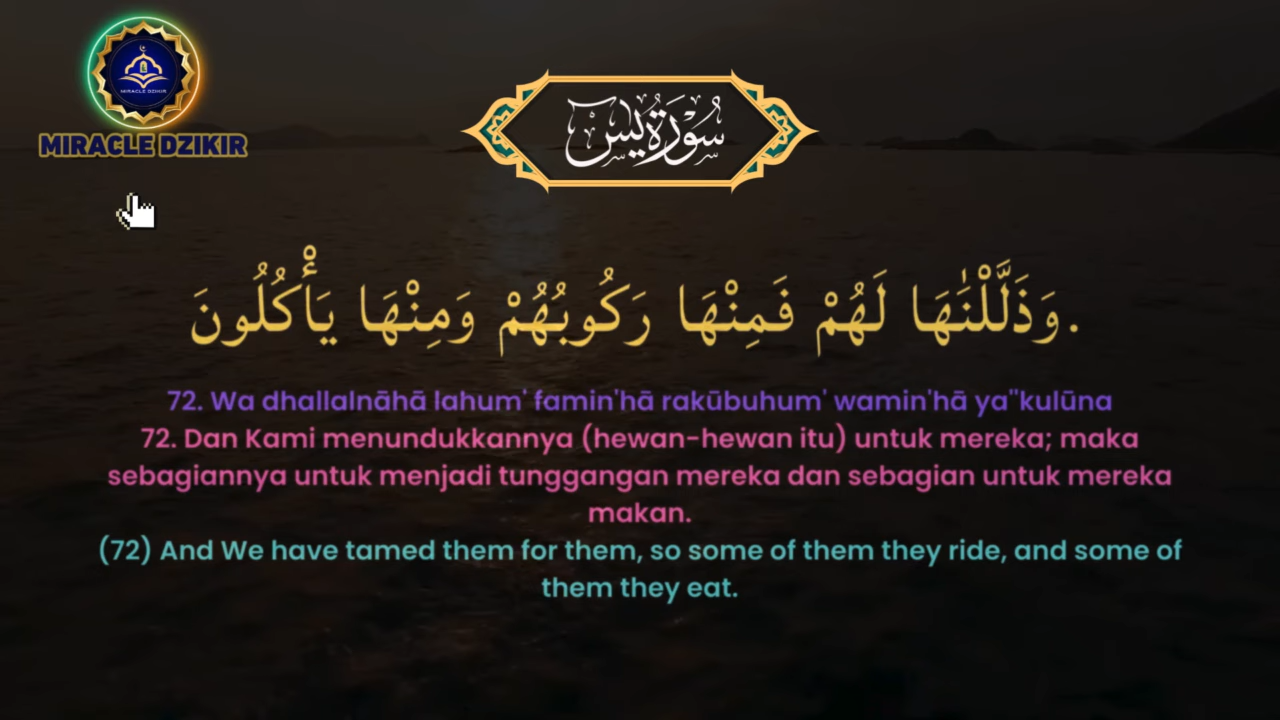 MIRACLE DZIKIR
MIRACLE DZIKIR
سُوْرَةُ يٰسٓ
وَذَلَّلْنٰهَا لَهُمْ فَمِنْهَا رَكُوبُهُمْ وَمِنْهَا يَأْكُلُونَ.
72. Wa dhallalnāhā lahum' famin'hā rakūbuhum' wamin'hā ya"kulūna
72. Dan Kami menundukkannya (hewan-hewan itu) untuk mereka; maka
sebagiannya untuk menjadi tunggangan mereka dan sebagian untuk mereka
makan.
(72) And We have tamed them for them, so some of them they ride, and some of
them they eat.